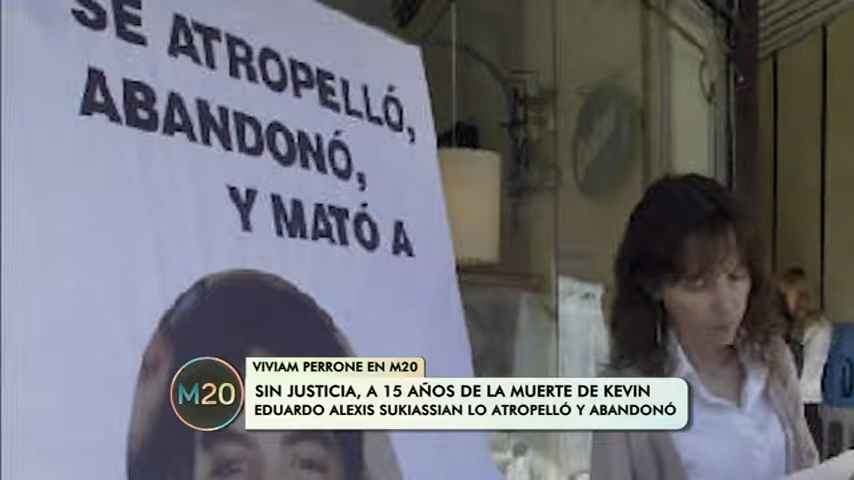 SE ATROPELLÓ,
ABANDONÓ,
Y MATÓ A
VIVIAM PERRONE EN M20
M20
SIN JUSTICIA, A 15 AÑOS DE LA MUERTE DE KEVIN
EDUARDO ALEXIS SUKIASSIAN LO ATROPELLÓ Y ABANDONÓ